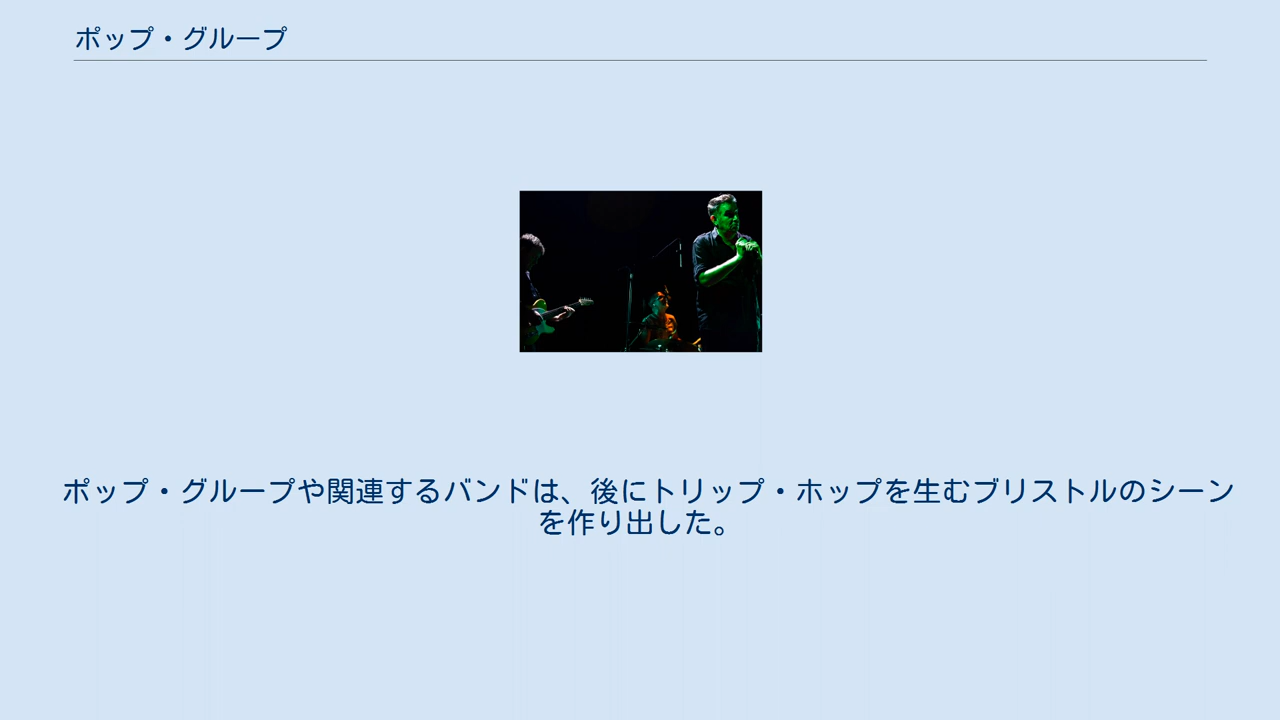 ポップ・グループ
ポップ・グループや関連するバンドは、後にトリップ・ホップを生むブリストルのシーン
を作り出した。